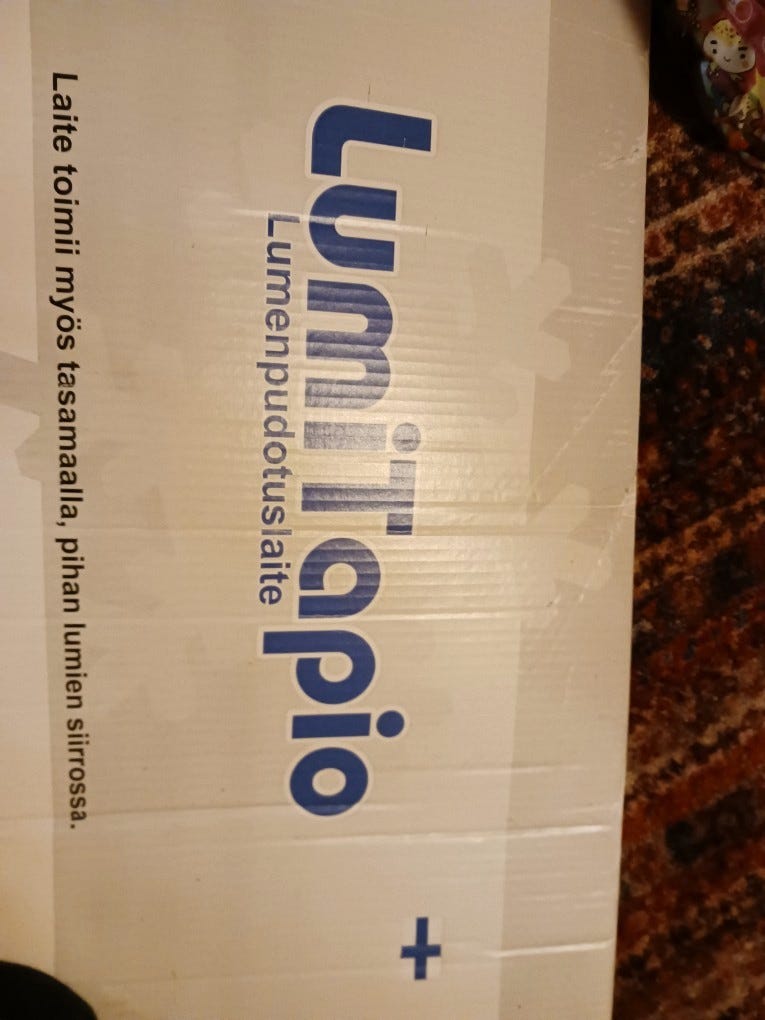 LumiTapio
Lumenpudotuslaite
Laite toimii myös tasamaalla, pihan lumien siirrossa.